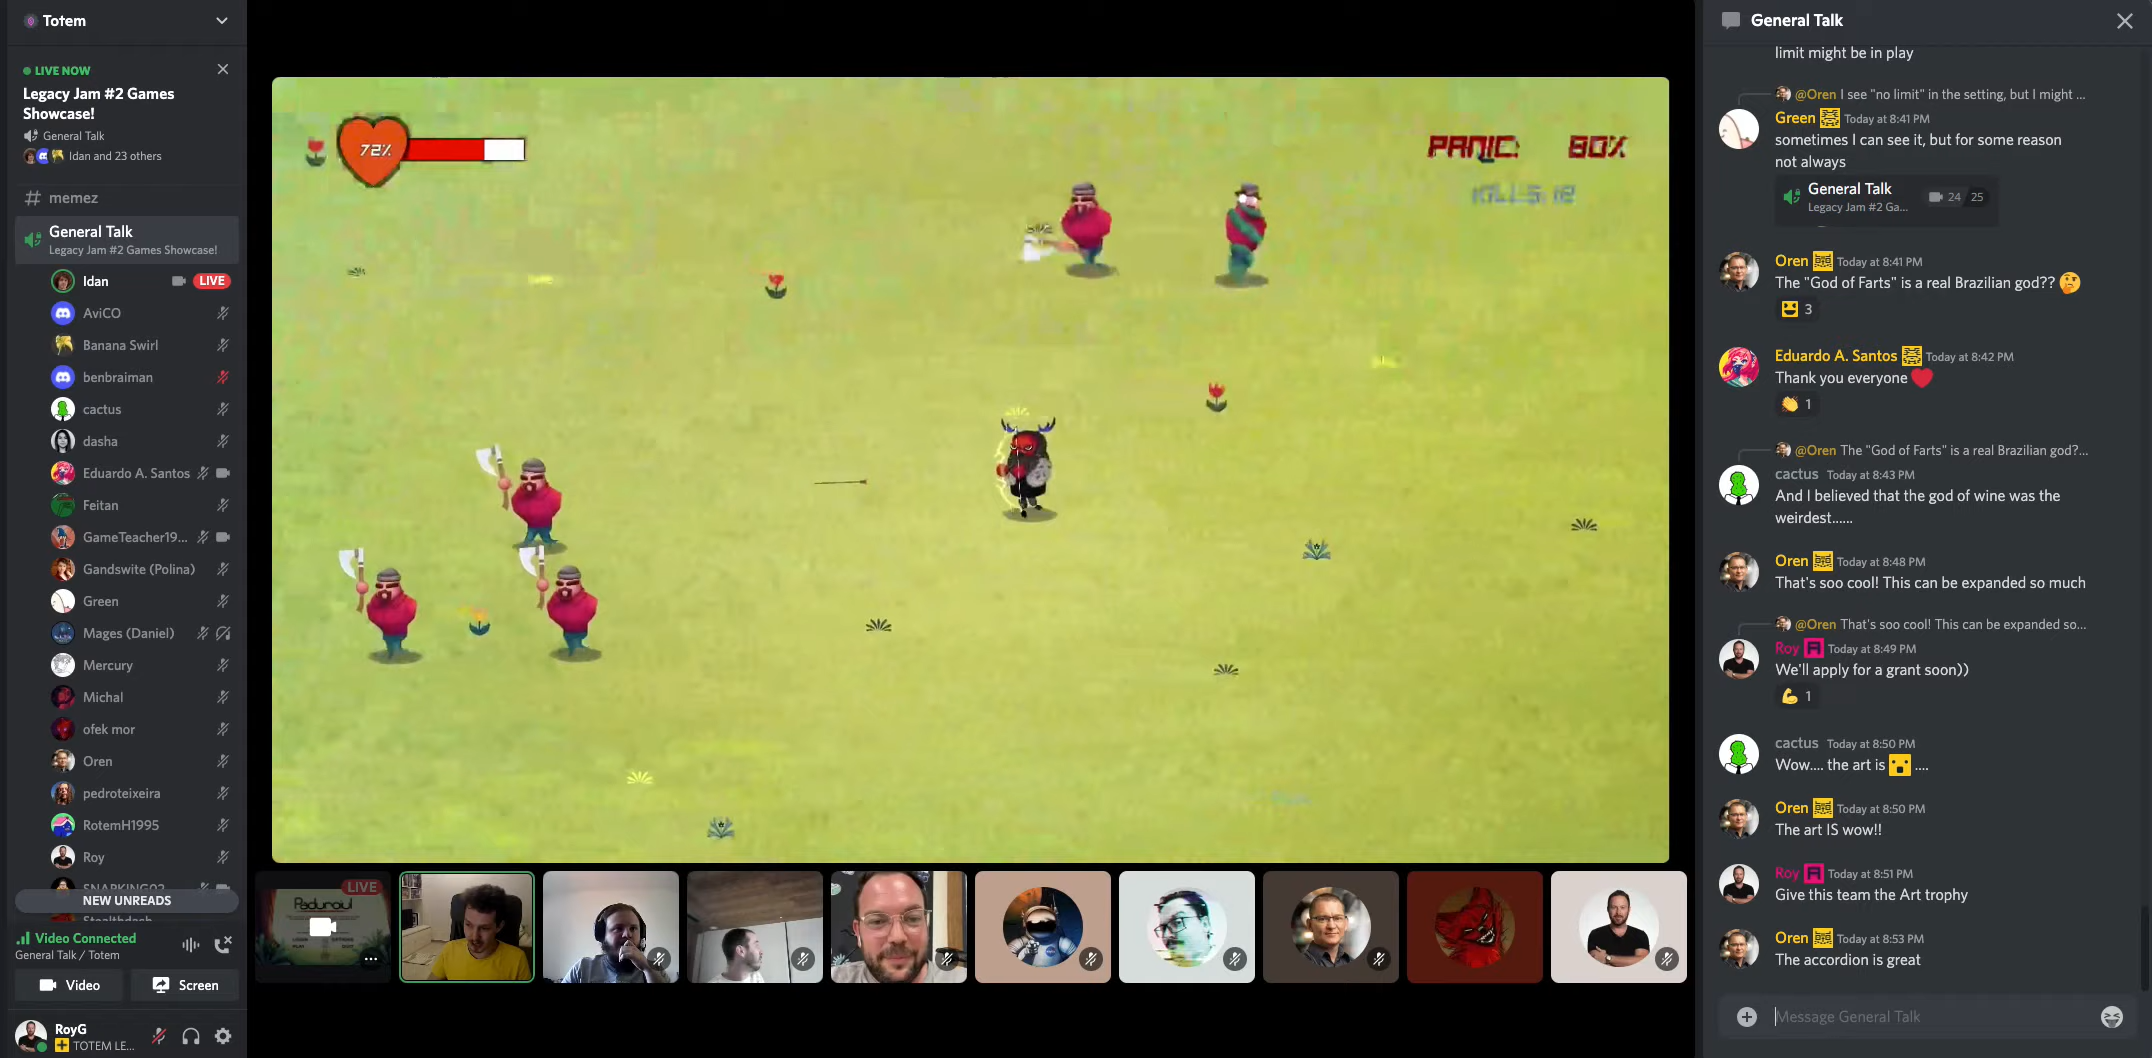 Totem
LIVE NOW
Legacy Jam #2 Games
Showcase!
General Talk
Idan and 23 others
# memez
General Talk
Legacy Jam #2 Games Showcase!
Idan
LIVE
AviCO
Banana Swirl
benbraiman
cactus
dasha
Eduardo A. Santos
Feitan
GameTeacher19...
Gandswite (Polina)
Green
Mages (Daniel)
Mercury
Michal
ofek mor
Oren
pedroteixeira
RotemH1995
Roy
NEW UNREADS
Video Connected
General Talk / Totem
Video
Screen
RoyG
TOTEM LE...
72%
PANIC: 80%
KILLS: 12
LIVE
General Talk
limit might be in play
@Oren I see "no limit" in the setting, but I might ...
Green Today at 8:41 PM
sometimes I can see it, but for some reason
not always
General Talk
24 25
Legacy Jam #2 Ga...
Oren Today at 8:41 PM
The "God of Farts" is a real Brazilian god?? 🤔
3
Eduardo A. Santos Today at 8:42 PM
Thank you everyone ❤️
1
@Oren The "God of Farts" is a real Brazilian god?...
cactus Today at 8:43 PM
And I believed that the god of wine was the
weirdest......
Oren Today at 8:48 PM
That's soo cool! This can be expanded so much
@Oren That's soo cool! This can be expanded so...
Roy Today at 8:49 PM
We'll apply for a grant soon))
1
cactus Today at 8:50 PM
Wow.... the art is ....
Oren Today at 8:50 PM
The art IS wow!!
Roy Today at 8:51 PM
Give this team the Art trophy
Oren Today at 8:53 PM
The accordion is great
Message General Talk